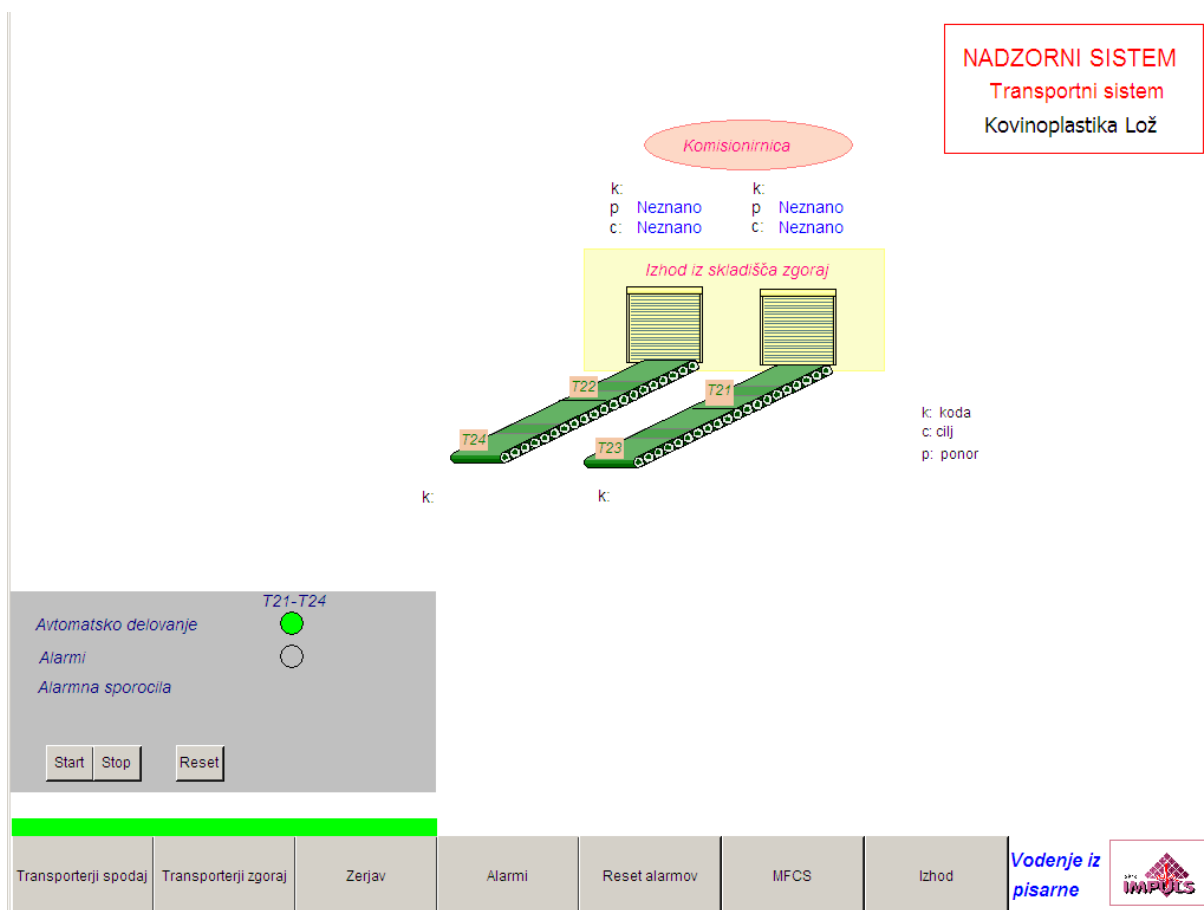 NADZORNI SISTEM
Transportni sistem
Kovinoplastika Lož
Komisionirnica
k: k:
p Neznano p Neznano
c: Neznano c: Neznano
Izhod iz skladišča zgoraj
T22 T21
T24 T23
k: koda
c: cilj
p: ponor
k: k:
T21-T24
Avtomatsko delovanje
Alarmi
Alarmna sporocila
Start Stop Reset
Transporterji spodaj Transporterji zgoraj Zerjav Alarmi Reset alarmov MFCS Izhod
Vodenje iz
pisarne
IMPULS